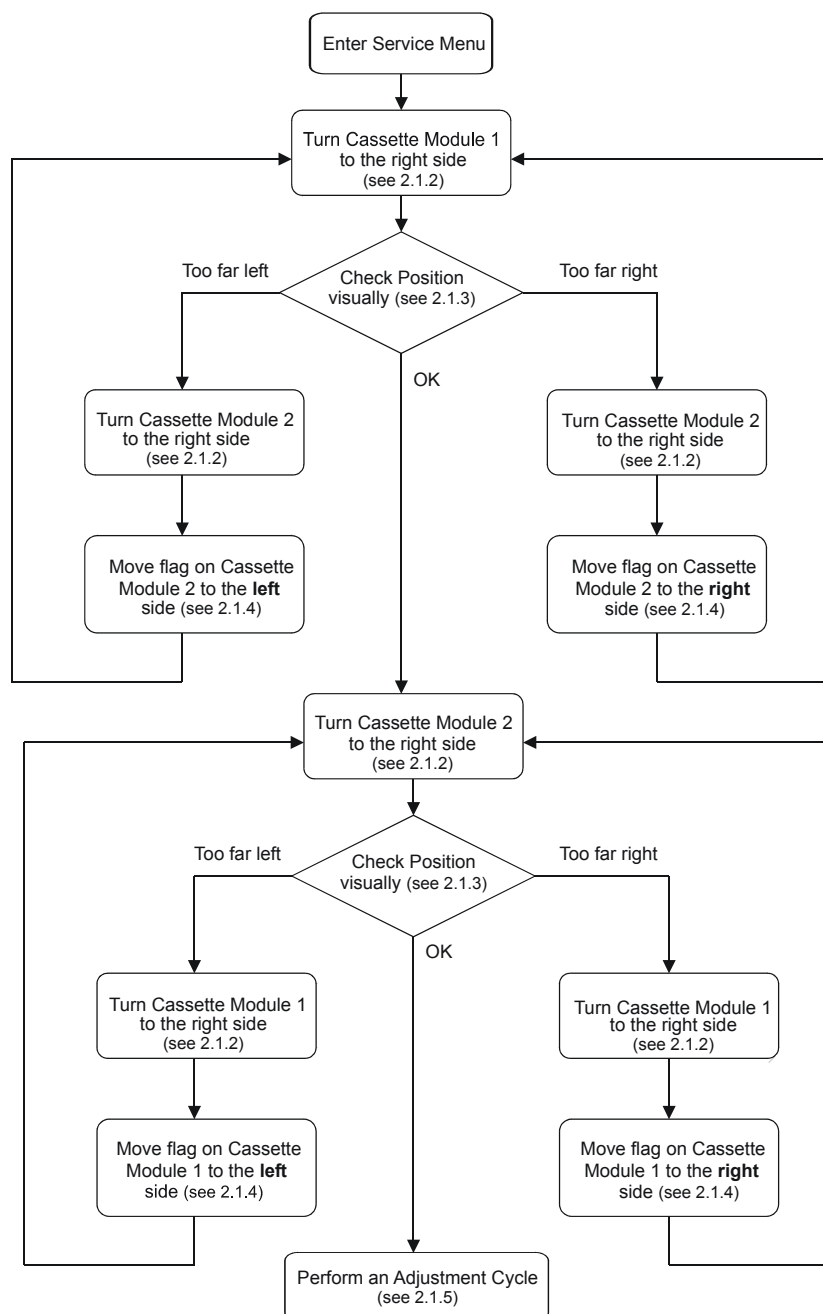 Enter Service Menu
Turn Cassette Module 1
to the right side
(see 2.1.2)
Too far left
Check Position
visually (see 2.1.3)
Too far right
OK
Turn Cassette Module 2
to the right side
(see 2.1.2)
Turn Cassette Module 2
to the right side
(see 2.1.2)
Move flag on Cassette
Module 2 to the left
side (see 2.1.4)
Move flag on Cassette
Module 2 to the right
side (see 2.1.4)
Turn Cassette Module 2
to the right side
(see 2.1.2)
Too far left
Check Position
visually (see 2.1.3)
Too far right
OK
Turn Cassette Module 1
to the right side
(see 2.1.2)
Turn Cassette Module 1
to the right side
(see 2.1.2)
Move flag on Cassette
Module 1 to the left
side (see 2.1.4)
Move flag on Cassette
Module 1 to the right
side (see 2.1.4)
Perform an Adjustment Cycle
(see 2.1.5)